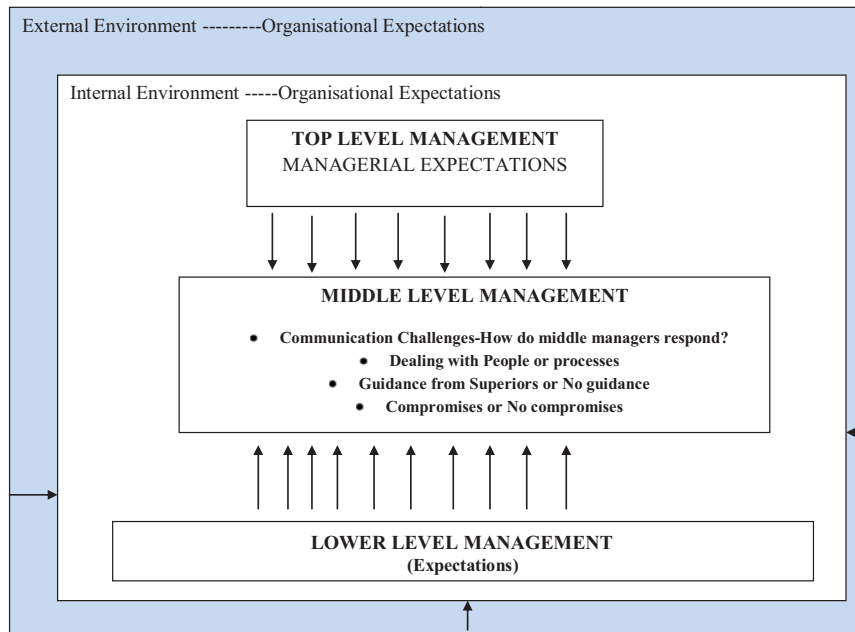 External Environment ---------Organisational Expectations
Internal Environment -----Organisational Expectations
TOP LEVEL MANAGEMENT
MANAGERIAL EXPECTATIONS
MIDDLE LEVEL MANAGEMENT
● Communication Challenges-How do middle managers respond?
● Dealing with People or processes
● Guidance from Superiors or No guidance
● Compromises or No compromises
LOWER LEVEL MANAGEMENT
(Expectations)